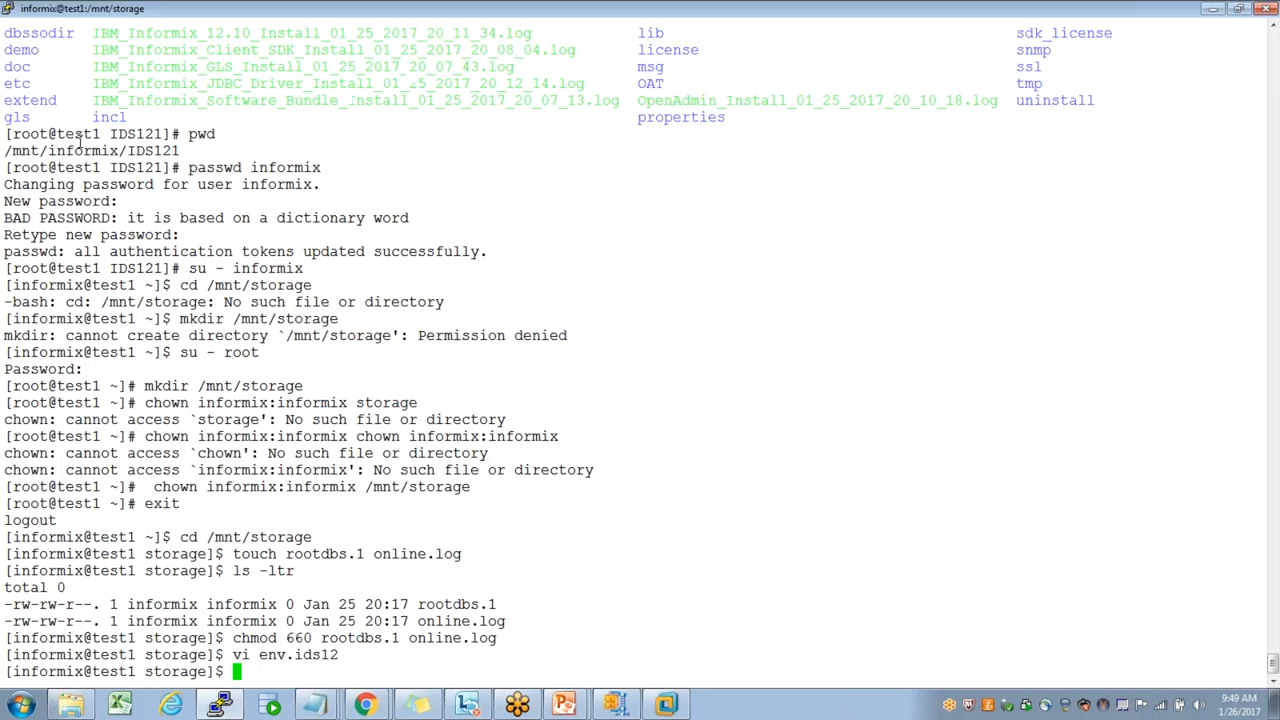 informix@test1:/mnt/storage
dbssodir IBM_Informix_12.10_Install_01_25_2017_20_11_34.log lib sdk_license
demo IBM_Informix_Client_SDK_Install_01_25_2017_20_08_04.log license snmp
doc IBM_Informix_GLS_Install_01_25_2017_20_07_43.log msg ssl
etc IBM_Informix_JDBC_Driver_Install_01_25_2017_20_12_14.log OAT tmp
extend IBM_Informix_Software_Bundle_Install_01_25_2017_20_07_13.log OpenAdmin_Install_01_25_2017_20_10_18.log uninstall
gls incl properties
[root@test1 IDS121]# pwd
/mnt/informix/IDS121
[root@test1 IDS121]# passwd informix
Changing password for user informix.
New password:
BAD PASSWORD: it is based on a dictionary word
Retype new password:
passwd: all authentication tokens updated successfully.
[root@test1 IDS121]# su - informix
[informix@test1 ~]$ cd /mnt/storage
-bash: cd: /mnt/storage: No such file or directory
[informix@test1 ~]$ mkdir /mnt/storage
mkdir: cannot create directory `/mnt/storage': Permission denied
[informix@test1 ~]$ su - root
Password:
[root@test1 ~]# mkdir /mnt/storage
[root@test1 ~]# chown informix:informix storage
chown: cannot access `storage': No such file or directory
[root@test1 ~]# chown informix:informix chown informix:informix
chown: cannot access `chown': No such file or directory
chown: cannot access `informix:informix': No such file or directory
[root@test1 ~]#  chown informix:informix /mnt/storage
[root@test1 ~]# exit
logout
[informix@test1 ~]$ cd /mnt/storage
[informix@test1 storage]$ touch rootdbs.1 online.log
[informix@test1 storage]$ ls -ltr
total 0
-rw-rw-r--. 1 informix informix 0 Jan 25 20:17 rootdbs.1
-rw-rw-r--. 1 informix informix 0 Jan 25 20:17 online.log
[informix@test1 storage]$ chmod 660 rootdbs.1 online.log
[informix@test1 storage]$ vi env.ids12
[informix@test1 storage]$
9:49 AM
1/26/2017